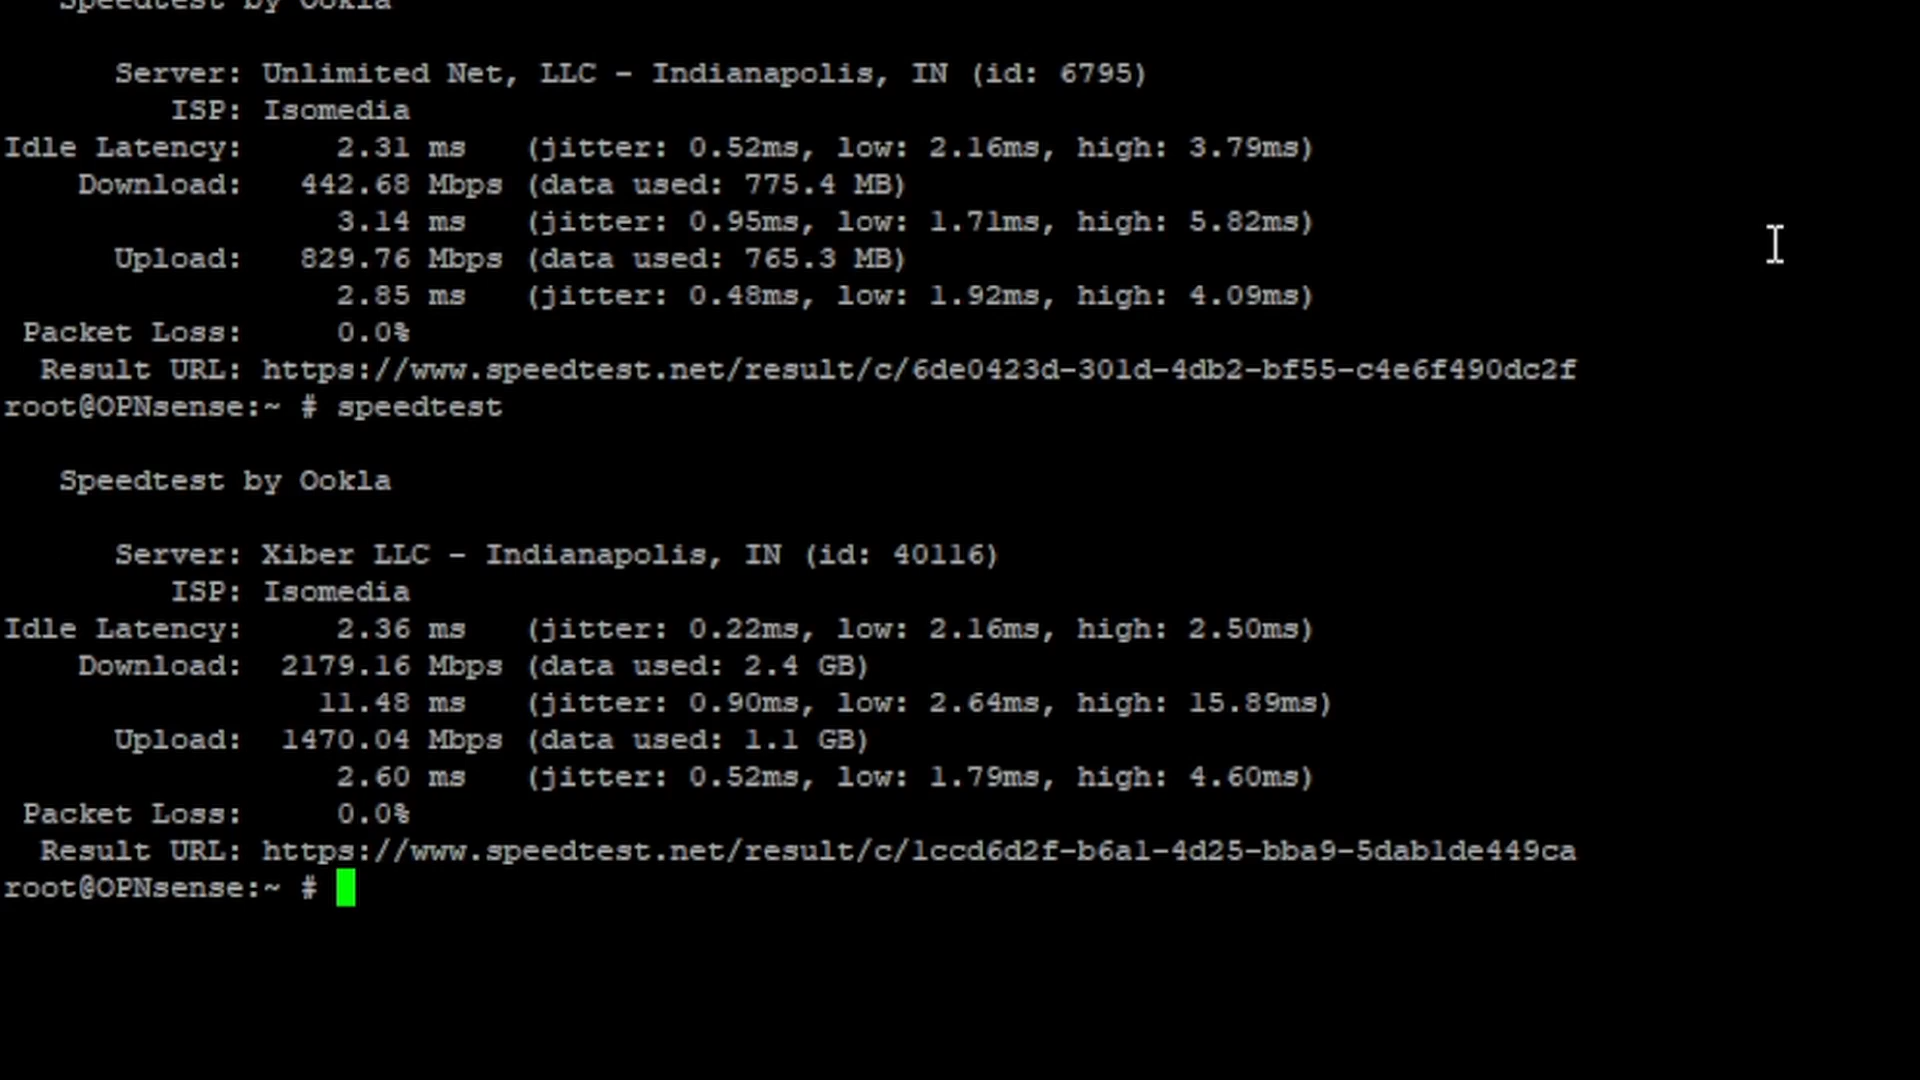 Speedtest by Ookla
Server: Unlimited Net, LLC - Indianapolis, IN (id: 6795)
ISP: Isomedia
Idle Latency: 2.31 ms (jitter: 0.52ms, low: 2.16ms, high: 3.79ms)
Download: 442.68 Mbps (data used: 775.4 MB)
3.14 ms (jitter: 0.95ms, low: 1.71ms, high: 5.82ms)
Upload: 829.76 Mbps (data used: 765.3 MB)
2.85 ms (jitter: 0.48ms, low: 1.92ms, high: 4.09ms)
Packet Loss: 0.0%
Result URL: https://www.speedtest.net/result/c/6de0423d-301d-4db2-bf55-c4e6f490dc2f
root@OPNsense:~ # speedtest
Speedtest by Ookla
Server: Xiber LLC - Indianapolis, IN (id: 40116)
ISP: Isomedia
Idle Latency: 2.36 ms (jitter: 0.22ms, low: 2.16ms, high: 2.50ms)
Download: 2179.16 Mbps (data used: 2.4 GB)
11.48 ms (jitter: 0.90ms, low: 2.64ms, high: 15.89ms)
Upload: 1470.04 Mbps (data used: 1.1 GB)
2.60 ms (jitter: 0.52ms, low: 1.79ms, high: 4.60ms)
Packet Loss: 0.0%
Result URL: https://www.speedtest.net/result/c/1ccd6d2f-b6a1-4d25-bba9-5dab1de449ca
root@OPNsense:~ #